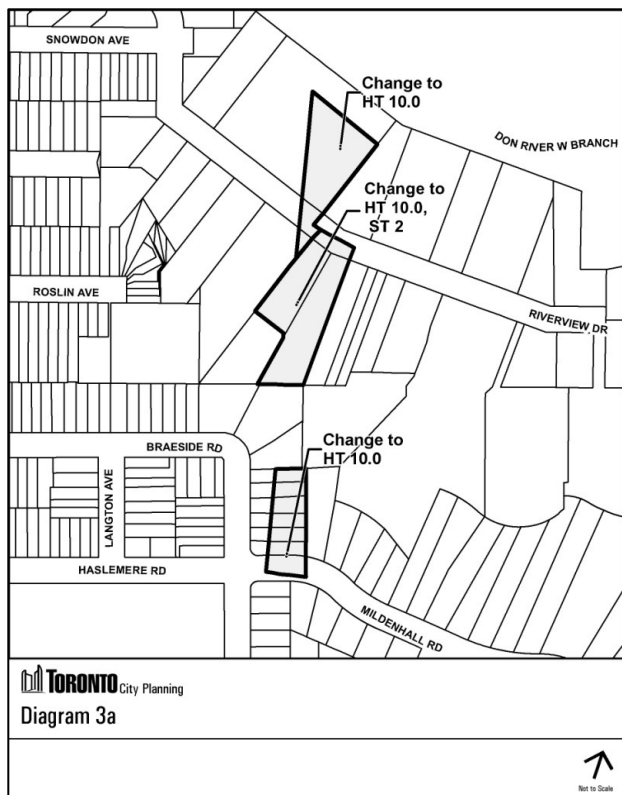 SNOWDON AVE
Change to
HT 10.0
DON RIVER W BRANCH
Change to
HT 10.0,
ST 2
ROSLIN AVE
RIVERVIEW DR
Change to
HT 10.0
BRAESIDE RD
LANGTON AVE
HASLEMERE RD
MILDENHALL RD
TORONTO City Planning
Diagram 3a
Not to Scale